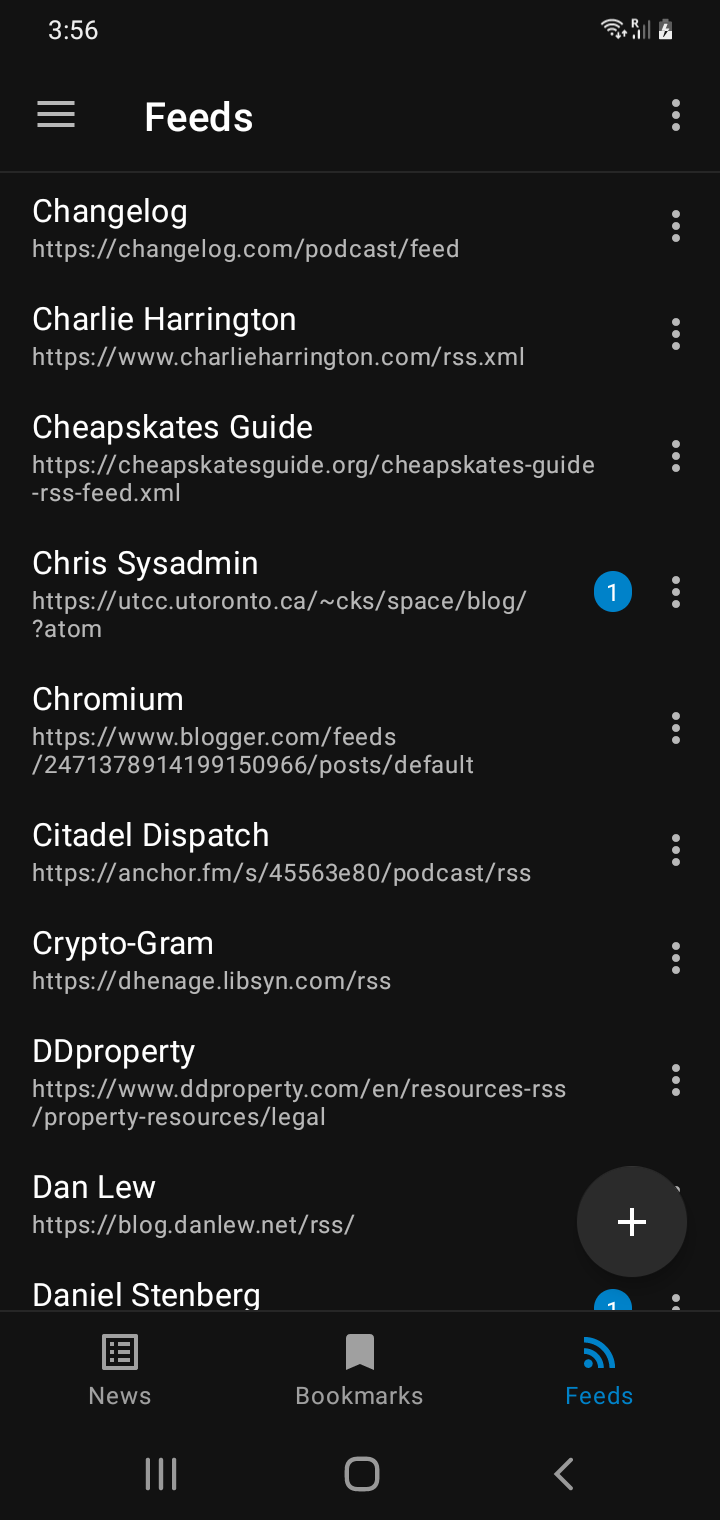 3:56
R
Feeds
Changelog
https://changelog.com/podcast/feed
Charlie Harrington
https://www.charlieharrington.com/rss.xml
Cheapskates Guide
https://cheapskatesguide.org/cheapskates-guide
-rss-feed.xml
Chris Sysadmin
https://utcc.utoronto.ca/~cks/space/blog/
?atom
1
Chromium
https://www.blogger.com/feeds
/2471378914199150966/posts/default
Citadel Dispatch
https://anchor.fm/s/45563e80/podcast/rss
Crypto-Gram
https://dhenage.libsyn.com/rss
DDproperty
https://www.ddproperty.com/en/resources-rss
/property-resources/legal
Dan Lew
https://blog.danlew.net/rss/
Daniel Stenberg
1
News
Bookmarks
Feeds